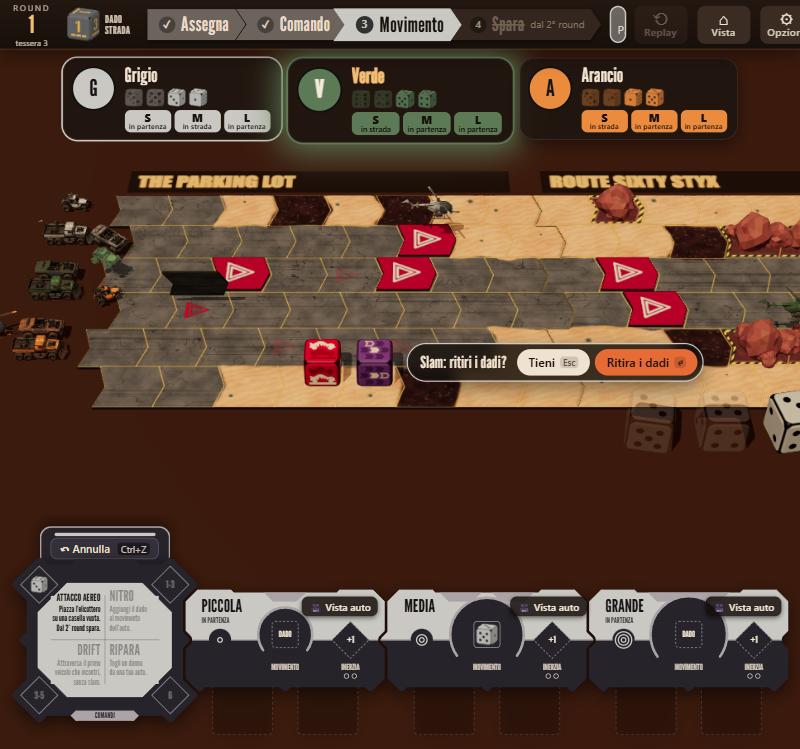 ROUND
1
tessera 3
1
DADO
STRADA
Assegna
Comando
3 Movimento
4 Spara dal 2° round
P
Replay
Vista
Opzion
G Grigio
S in partenza
M in strada
L in partenza
V Verde
S in strada
M in partenza
L in partenza
A Arancio
S in strada
M in partenza
L in partenza
THE PARKING LOT
ROUTE SIXTY STYX
Slam: ritiri i dadi?
Tieni Esc
Ritira i dadi
Annulla Ctrl+Z
1-3
3-5
6
ATTACCO AEREO
Piazza l'elicottero
su una casella vuota.
Dal 2° round spara.
NITRO
Aggiungi il dado
al movimento
dell'auto.
DRIFT
Attraversa il primo
veicolo che incontri,
senza slam.
RIPARA
Togli un danno
da una tua auto.
COMANDI
PICCOLA
IN PARTENZA
Vista auto
DADO
+1
MOVIMENTO
INERZIA
MEDIA
Vista auto
+1
MOVIMENTO
INERZIA
GRANDE
IN PARTENZA
Vista auto
DADO
+1
MOVIMENTO
INERZIA